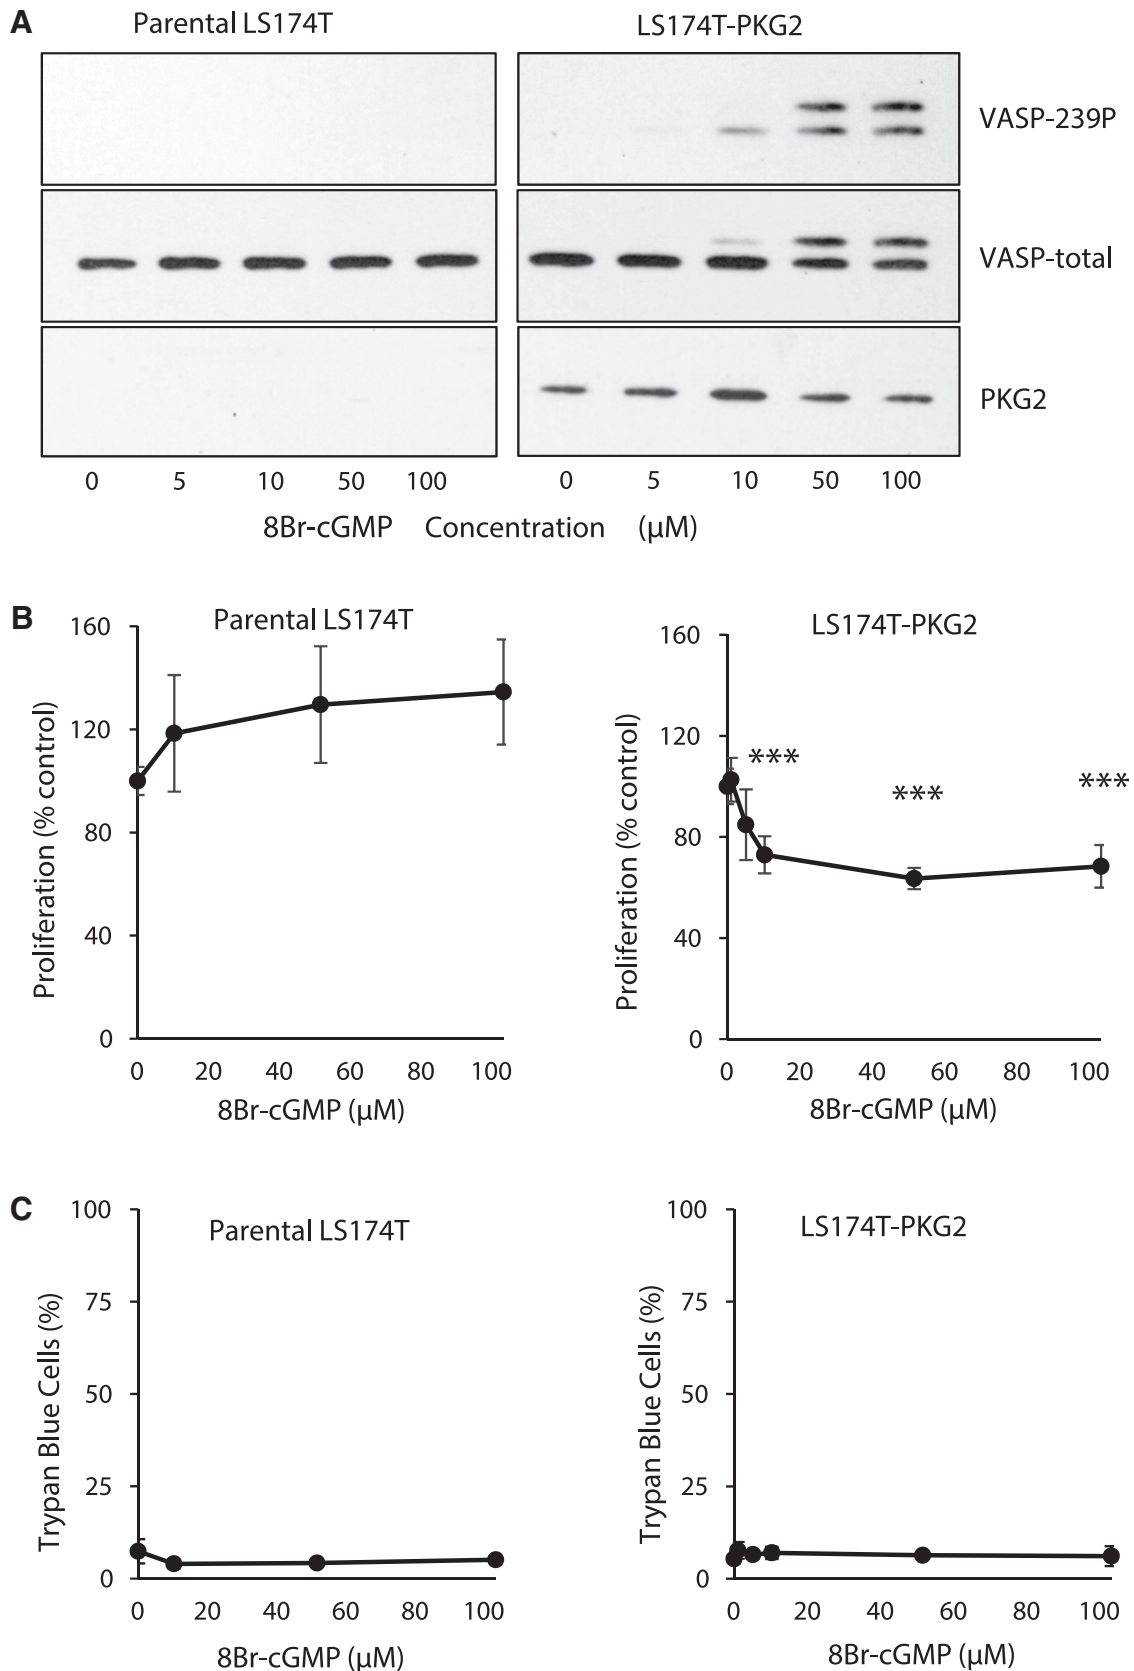 A
Parental LS174T
LS174T-PKG2
VASP-239P
VASP-total
PKG2
0 5 10 50 100
0 5 10 50 100
8Br-cGMP Concentration (μM)
B
Parental LS174T
Proliferation (% control)
160
120
80
40
0
0 20 40 60 80 100
8Br-cGMP (μM)
LS174T-PKG2
Proliferation (% control)
160
120
80
40
0
***
***
***
0 20 40 60 80 100
8Br-cGMP (μM)
C
Parental LS174T
Trypan Blue Cells (%)
100
75
50
25
0
0 20 40 60 80 100
8Br-cGMP (μM)
LS174T-PKG2
Trypan Blue Cells (%)
100
75
50
25
0
0 20 40 60 80 100
8Br-cGMP (μM)